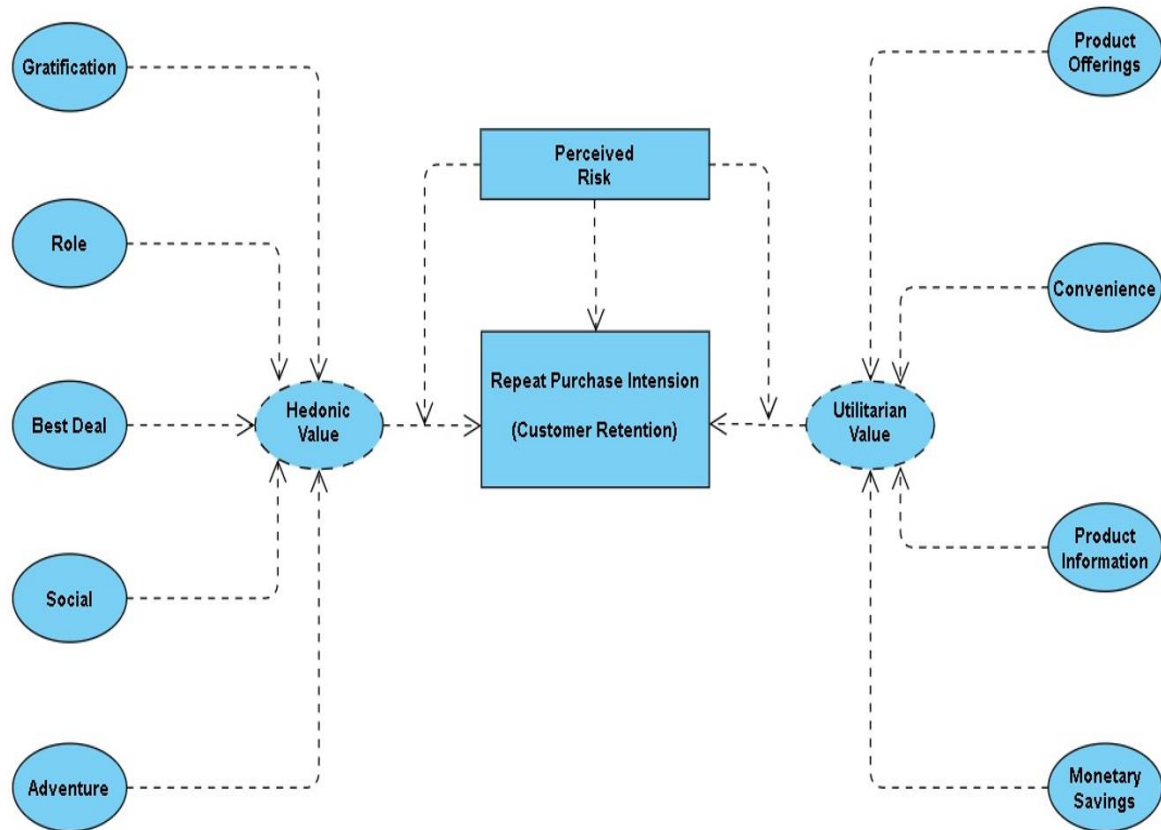 Gratification
Role
Best Deal
Social
Adventure
Hedonic
Value
Perceived
Risk
Repeat Purchase Intension
(Customer Retention)
Utilitarian
Value
Product
Offerings
Convenience
Product
Information
Monetary
Savings